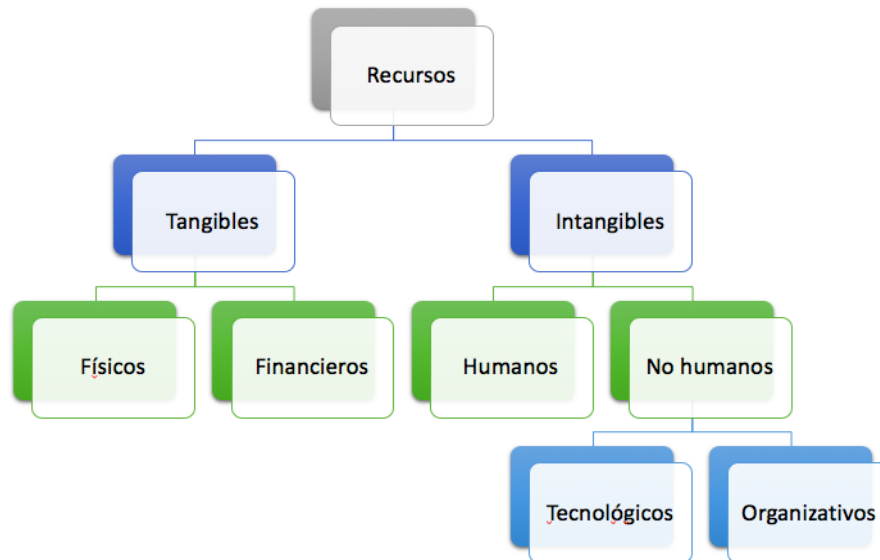 Recursos
Tangibles
Intangibles
Físicos
Financieros
Humanos
No humanos
Tecnológicos
Organizativos